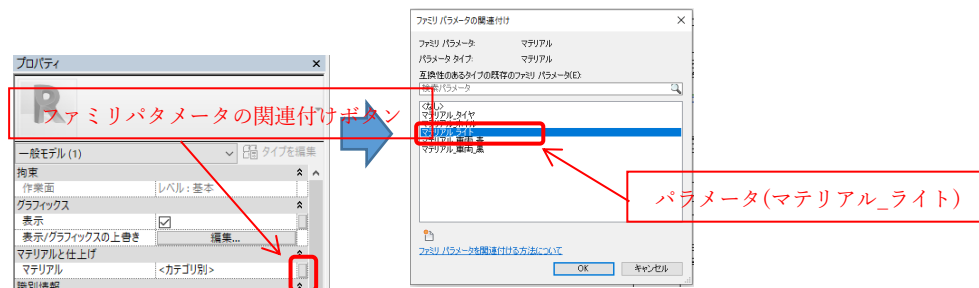 プロパティ
R
ファミリパタメータの関連付けボタン
一般モデル (1)
タイプを編集
拘束
作業面
レベル : 基本
グラフィックス
表示
表示/グラフィックスの上書き
編集...
マテリアルと仕上げ
マテリアル
<カテゴリ別>
識別情報
ファミリ パラメータの関連付け
ファミリ パラメータ:
マテリアル
パラメータ タイプ:
マテリアル
互換性のあるタイプの既存のファミリ パラメータ(E):
検索パラメータ
<なし>
マテリアル_タイヤ
マテリアル_ライト
マテリアル_車両_黒
パラメータ(マテリアル_ライト)
ファミリ パラメータを関連付ける方法について
OK
キャンセル